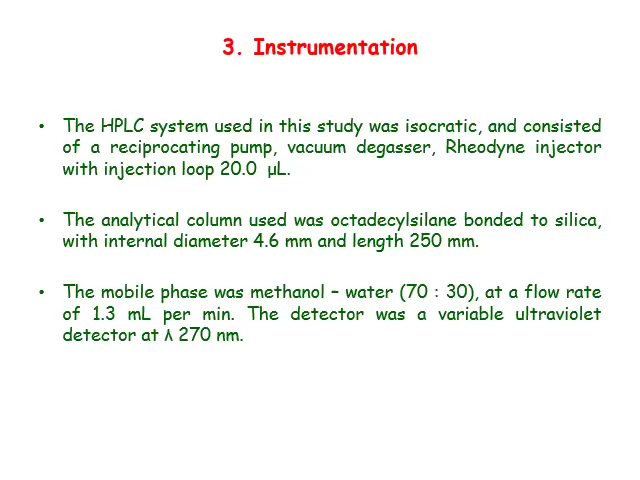 3. Instrumentation
• The HPLC system used in this study was isocratic, and consisted
of a reciprocating pump, vacuum degasser, Rheodyne injector
with injection loop 20.0 µL.
• The analytical column used was octadecylsilane bonded to silica,
with internal diameter 4.6 mm and length 250 mm.
• The mobile phase was methanol – water (70 : 30), at a flow rate
of 1.3 mL per min. The detector was a variable ultraviolet
detector at λ 270 nm.